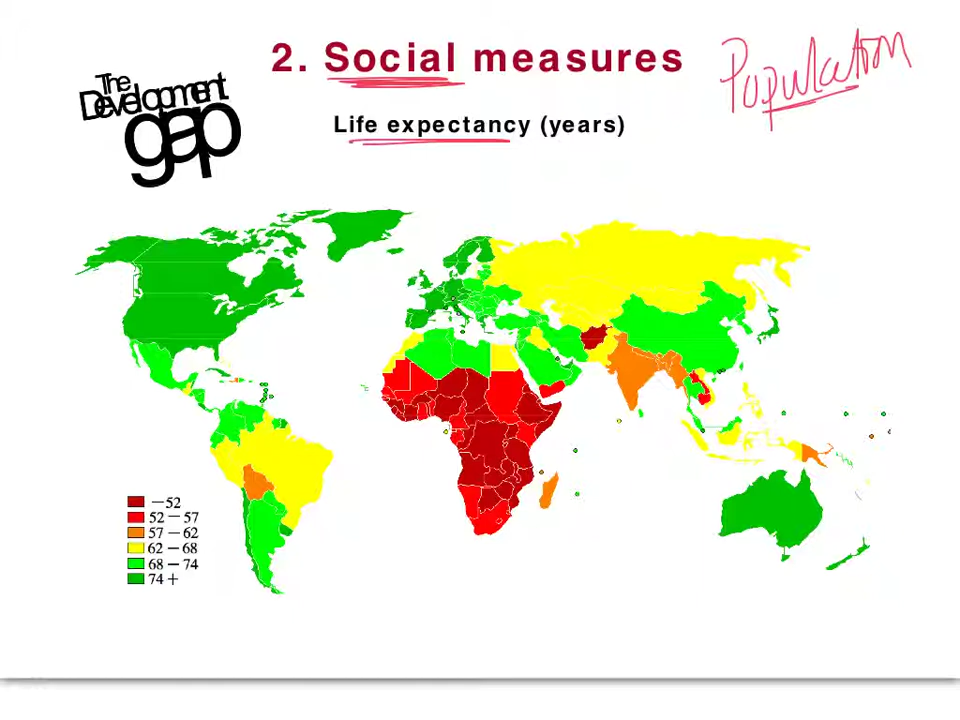 2. Social measures
Population
The
Development
gap
Life expectancy (years)
—52
52 — 57
57 — 62
62 — 68
68 — 74
74 +